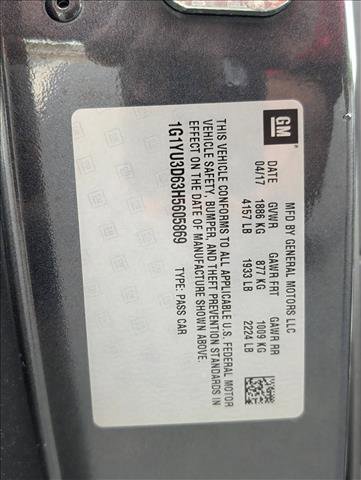 GM
MFD BY GENERAL MOTORS LLC
DATE GVWR GAWR FRT GAWR RR
04/17 1886 KG 877 KG 1009 KG
4157 LB 1933 LB 2224 LB
THIS VEHICLE CONFORMS TO ALL APPLICABLE U.S. FEDERAL MOTOR
VEHICLE SAFETY, BUMPER, AND THEFT PREVENTION STANDARDS IN
EFFECT ON THE DATE OF MANUFACTURE SHOWN ABOVE.
1G1YU3D63H5605869 TYPE: PASS CAR